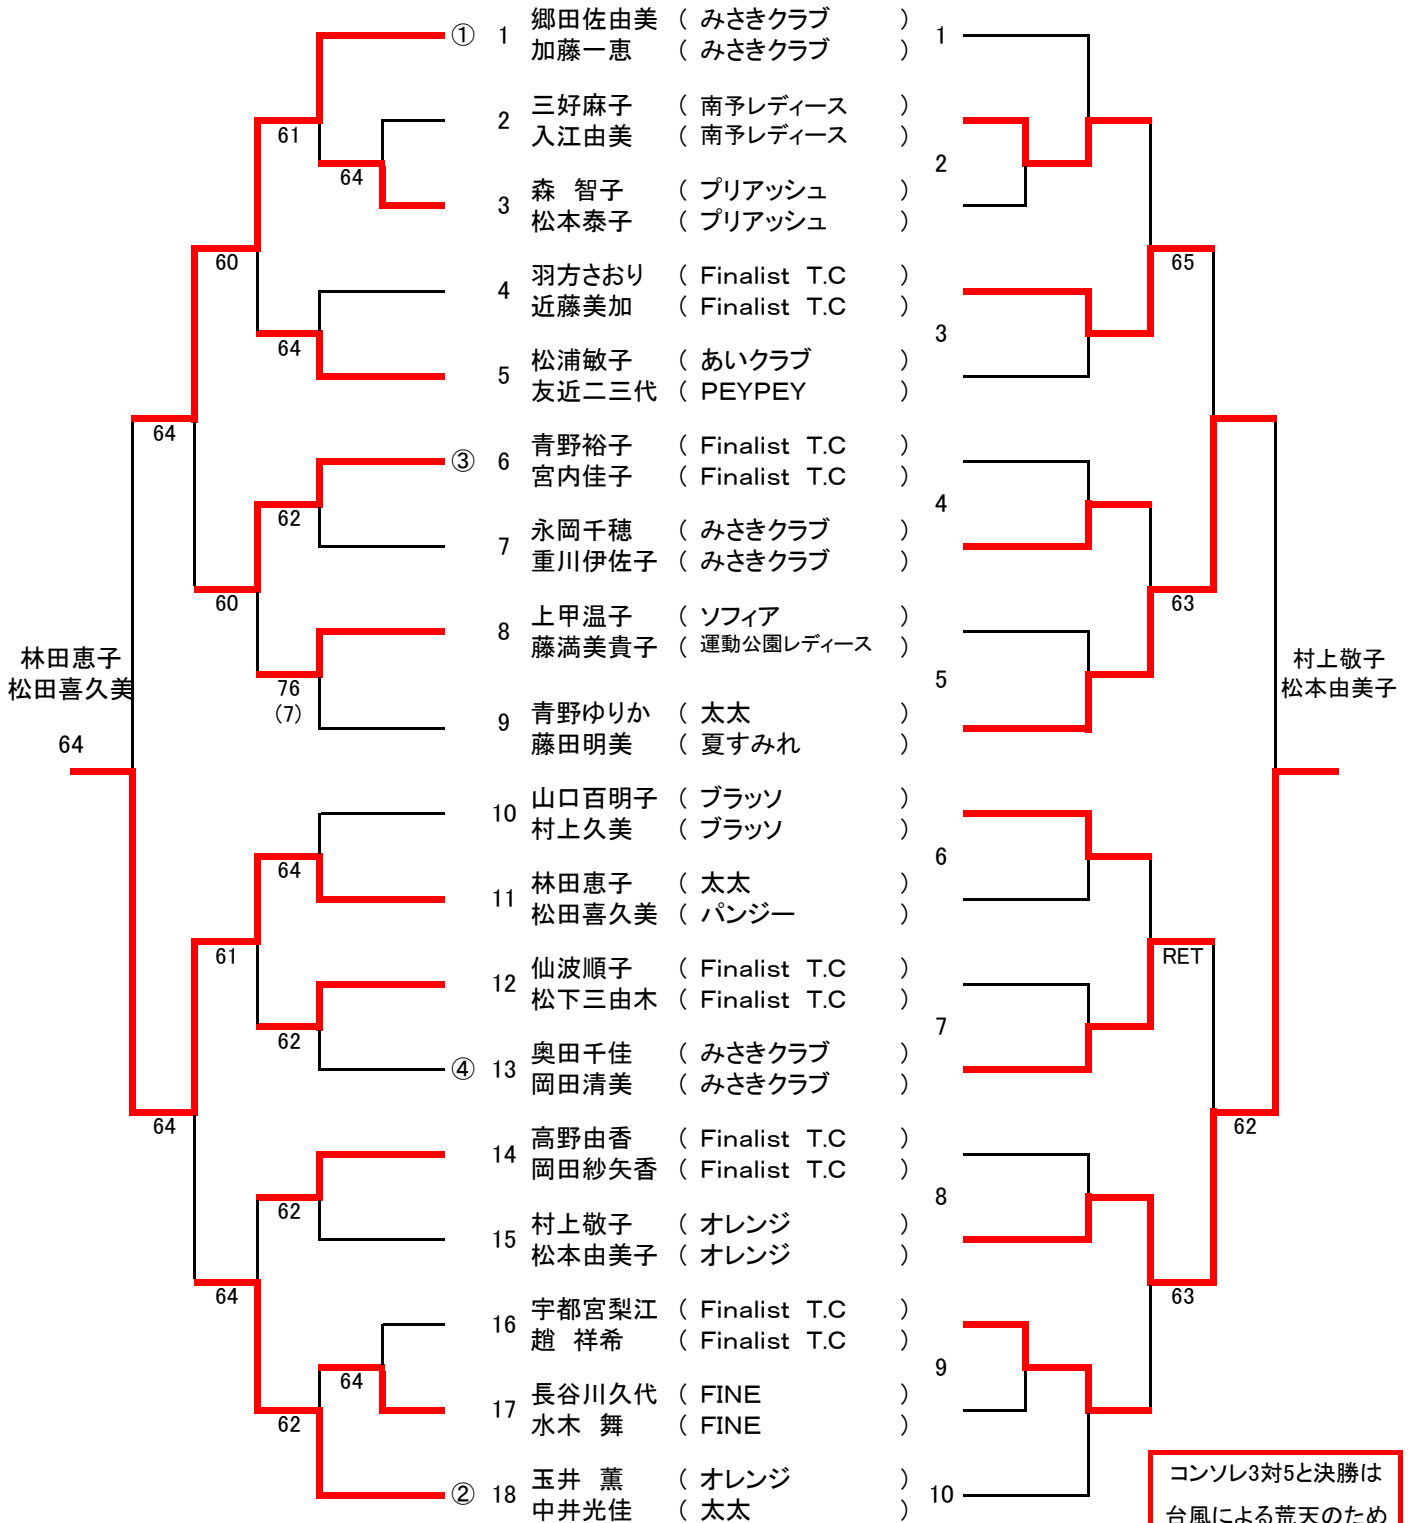 ① 1 郷田佐由美 ( みさきクラブ ) 1
加藤一恵 ( みさきクラブ )
2 三好麻子 ( 南予レディース )
入江由美 ( 南予レディース )
61
2
64
3 森 智子 ( プリアッシュ )
松本泰子 ( プリアッシュ )
60
65
4 羽方さおり ( Finalist T.C )
近藤美加 ( Finalist T.C )
3
64
5 松浦敏子 ( あいクラブ )
友近二三代 ( PEYPEY )
64
③ 6 青野裕子 ( Finalist T.C )
宮内佳子 ( Finalist T.C )
4
62
7 永岡千穂 ( みさきクラブ )
重川伊佐子 ( みさきクラブ )
60
63
8 上甲温子 ( ソフィア )
藤満美貴子 ( 運動公園レディース )
林田恵子
松田喜久美
村上敬子
松本由美子
5
76
(7)
9 青野ゆりか ( 太太 )
藤田明美 ( 夏すみれ )
64
10 山口百明子 ( ブラッソ )
村上久美 ( ブラッソ )
6
64
11 林田恵子 ( 太太 )
松田喜久美 ( パンジー )
61
RET
12 仙波順子 ( Finalist T.C )
松下三由木 ( Finalist T.C )
7
62
④ 13 奥田千佳 ( みさきクラブ )
岡田清美 ( みさきクラブ )
64
62
14 高野由香 ( Finalist T.C )
岡田紗矢香 ( Finalist T.C )
8
62
15 村上敬子 ( オレンジ )
松本由美子 ( オレンジ )
64
63
16 宇都宮梨江 ( Finalist T.C )
趙 祥希 ( Finalist T.C )
9
64
17 長谷川久代 ( FINE )
水木 舞 ( FINE )
62
② 18 玉井 薫 ( オレンジ ) 10
中井光佳 ( 太太 )
コンソレ3対5と決勝は
台風による荒天のため